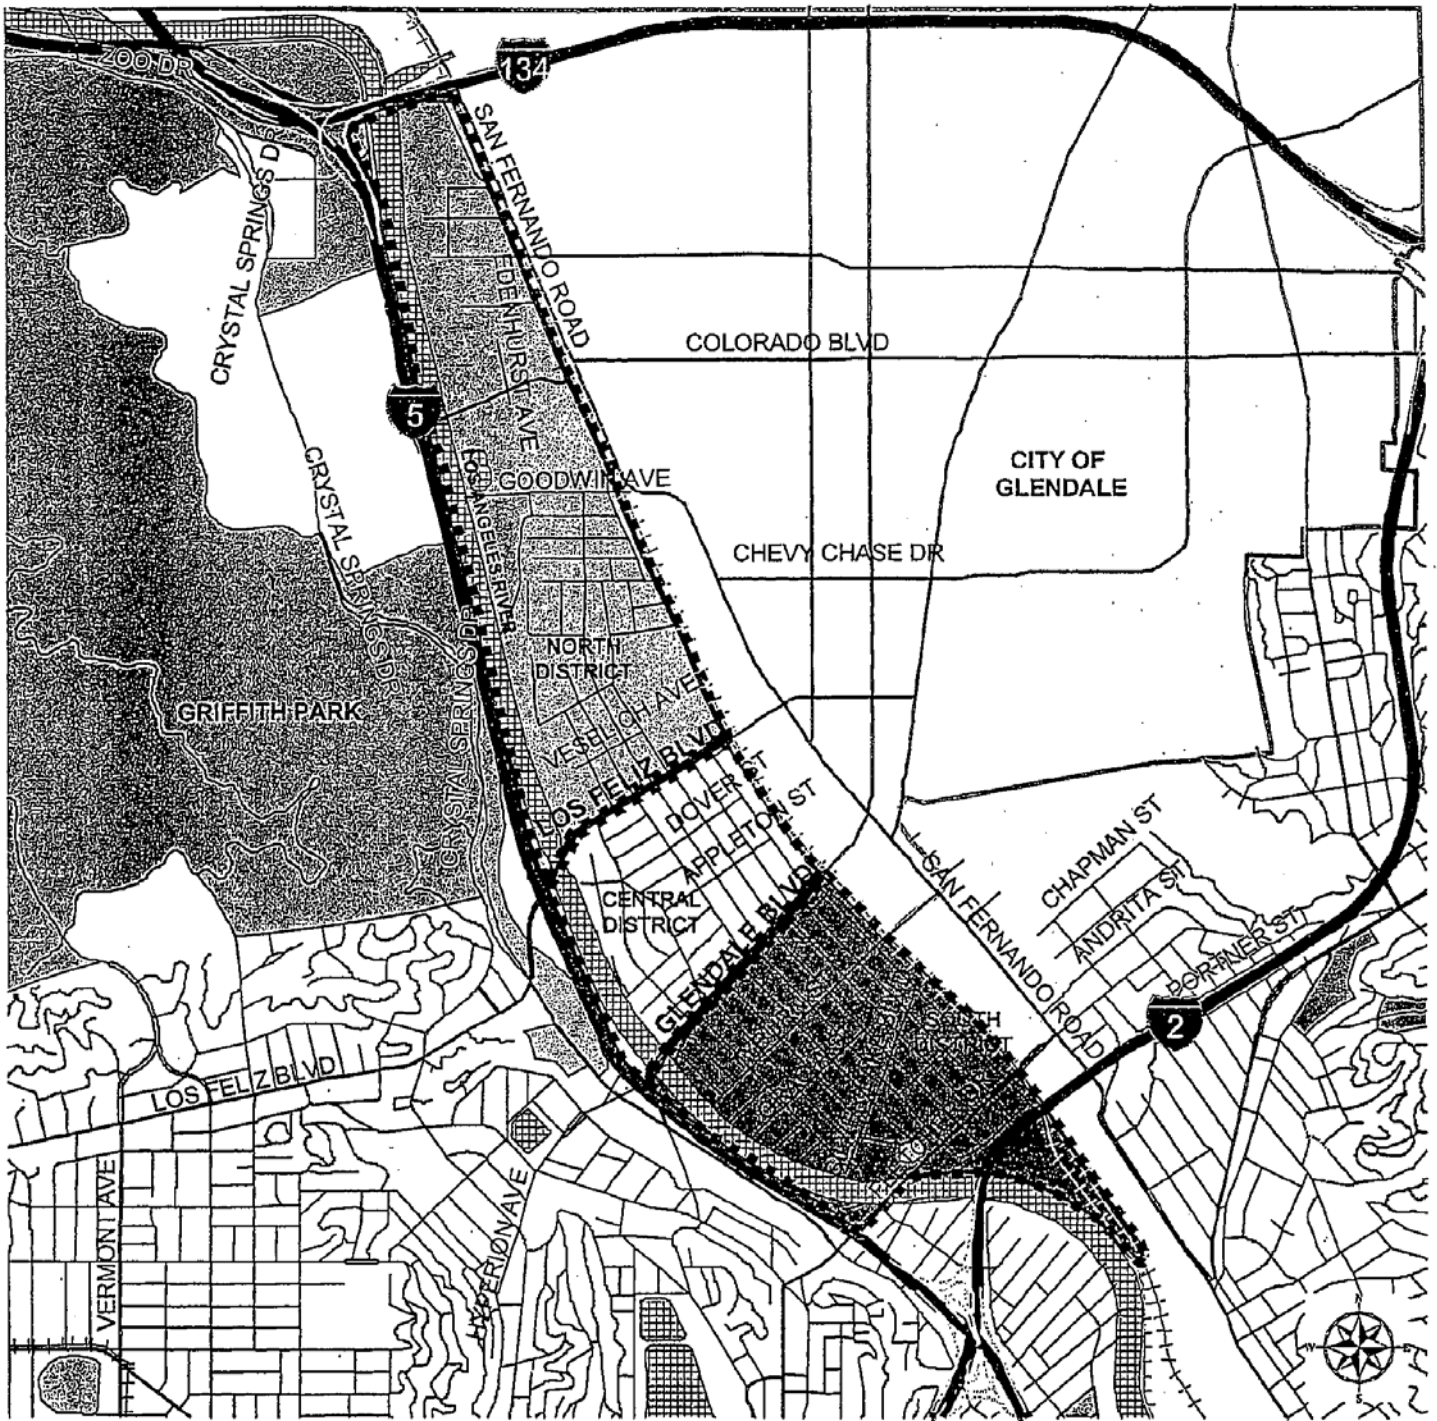 ZOO DR
134
SAN FERNANDO ROAD
CRYSTAL SPRINGS DR
EDENHURST AVE
COLORADO BLVD
5
CRYSTAL SPRINGS DR
LOS ANGELES RIVER
GOODWIN AVE
CITY OF
GLENDALE
CHEVY CHASE DR
NORTH
DISTRICT
CRYSTAL SPRINGS DR
GRIFFITH PARK
VESELICH AVE
LOS FELIZ BLVD
DOVER ST
APPLETON ST
CENTRAL
DISTRICT
GLENDALE BLVD
SAN FERNANDO ROAD
CHAPMAN ST
ANDRITA ST
PORTNER ST
2
SOUTH
DISTRICT
LOS FELIZ BLVD
VERMONT AVE
HYPERION AVE
N
W
E
S